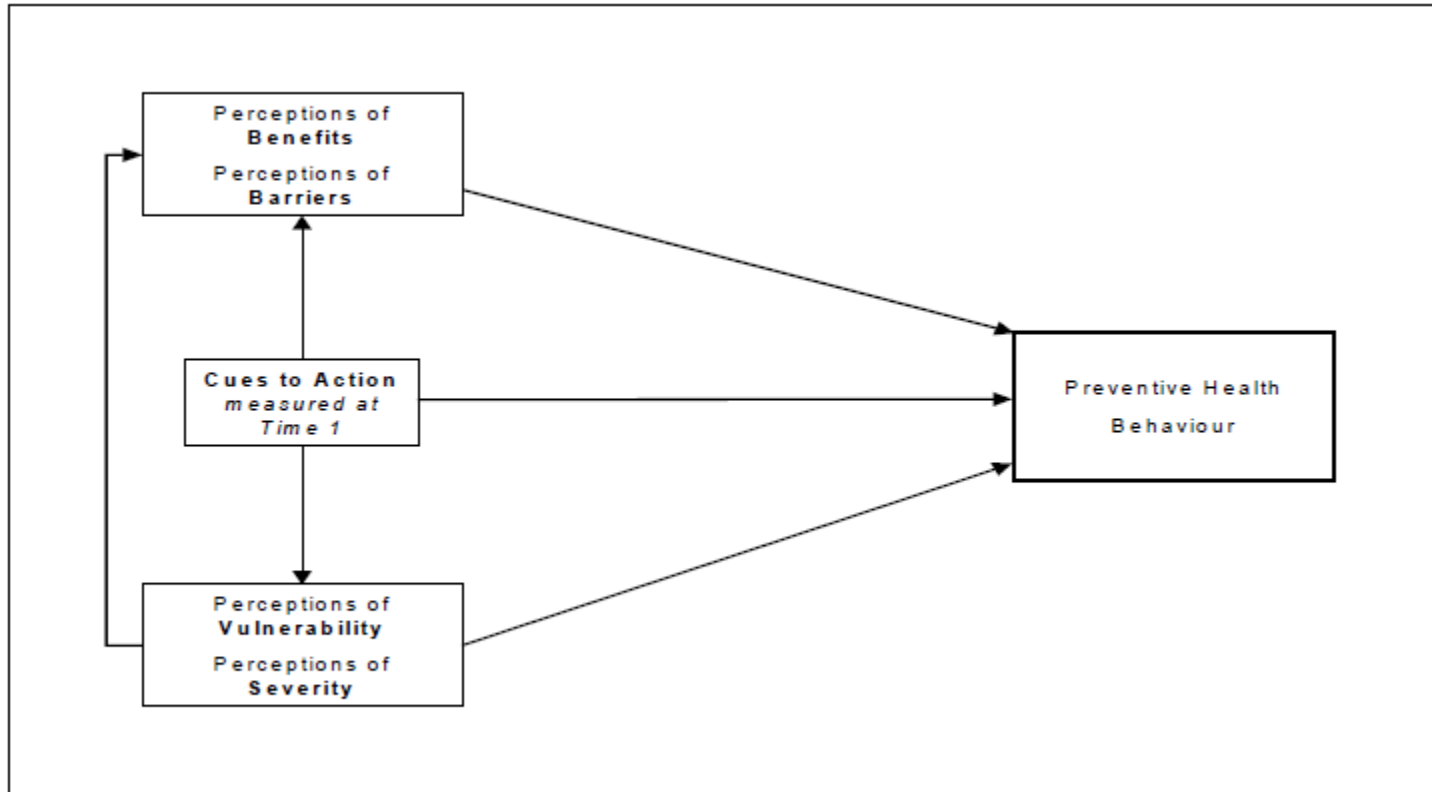 Perceptions of
Benefits
Perceptions of
Barriers
Cues to Action
measured at
Time 1
Preventive Health
Behaviour
Perceptions of
Vulnerability
Perceptions of
Severity